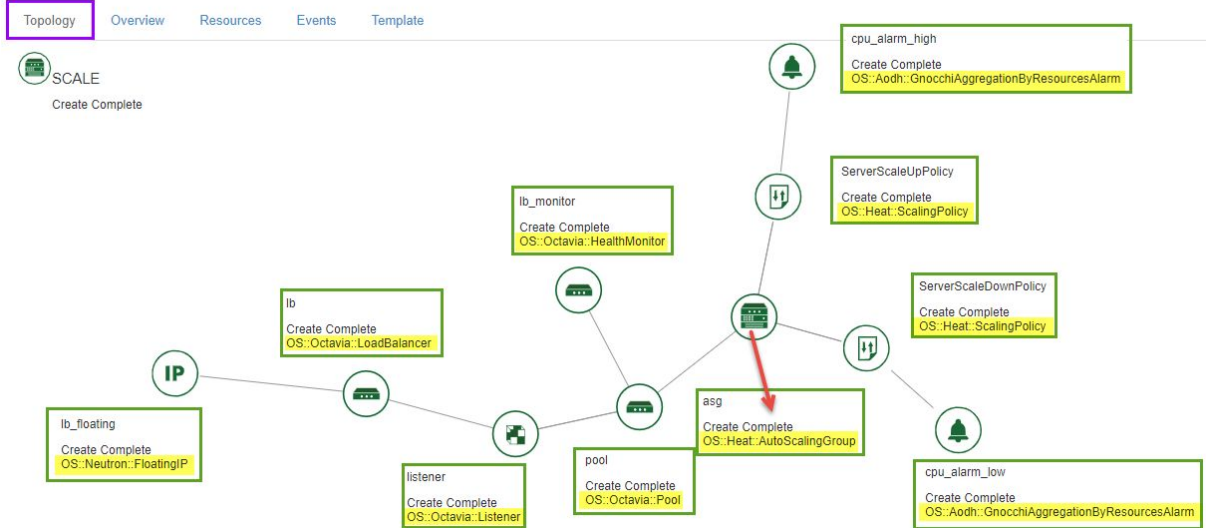 Topology Overview Resources Events Template
SCALE
Create Complete
cpu_alarm_high
Create Complete
OS::Aodh::GnocchiAggregationByResourcesAlarm
ServerScaleUpPolicy
Create Complete
OS::Heat::ScalingPolicy
lb_monitor
Create Complete
OS::Octavia::HealthMonitor
ServerScaleDownPolicy
Create Complete
OS::Heat::ScalingPolicy
lb
Create Complete
OS::Octavia::LoadBalancer
IP
lb_floating
Create Complete
OS::Neutron::FloatingIP
asg
Create Complete
OS::Heat::AutoScalingGroup
listener
Create Complete
OS::Octavia::Listener
pool
Create Complete
OS::Octavia::Pool
cpu_alarm_low
Create Complete
OS::Aodh::GnocchiAggregationByResourcesAlarm